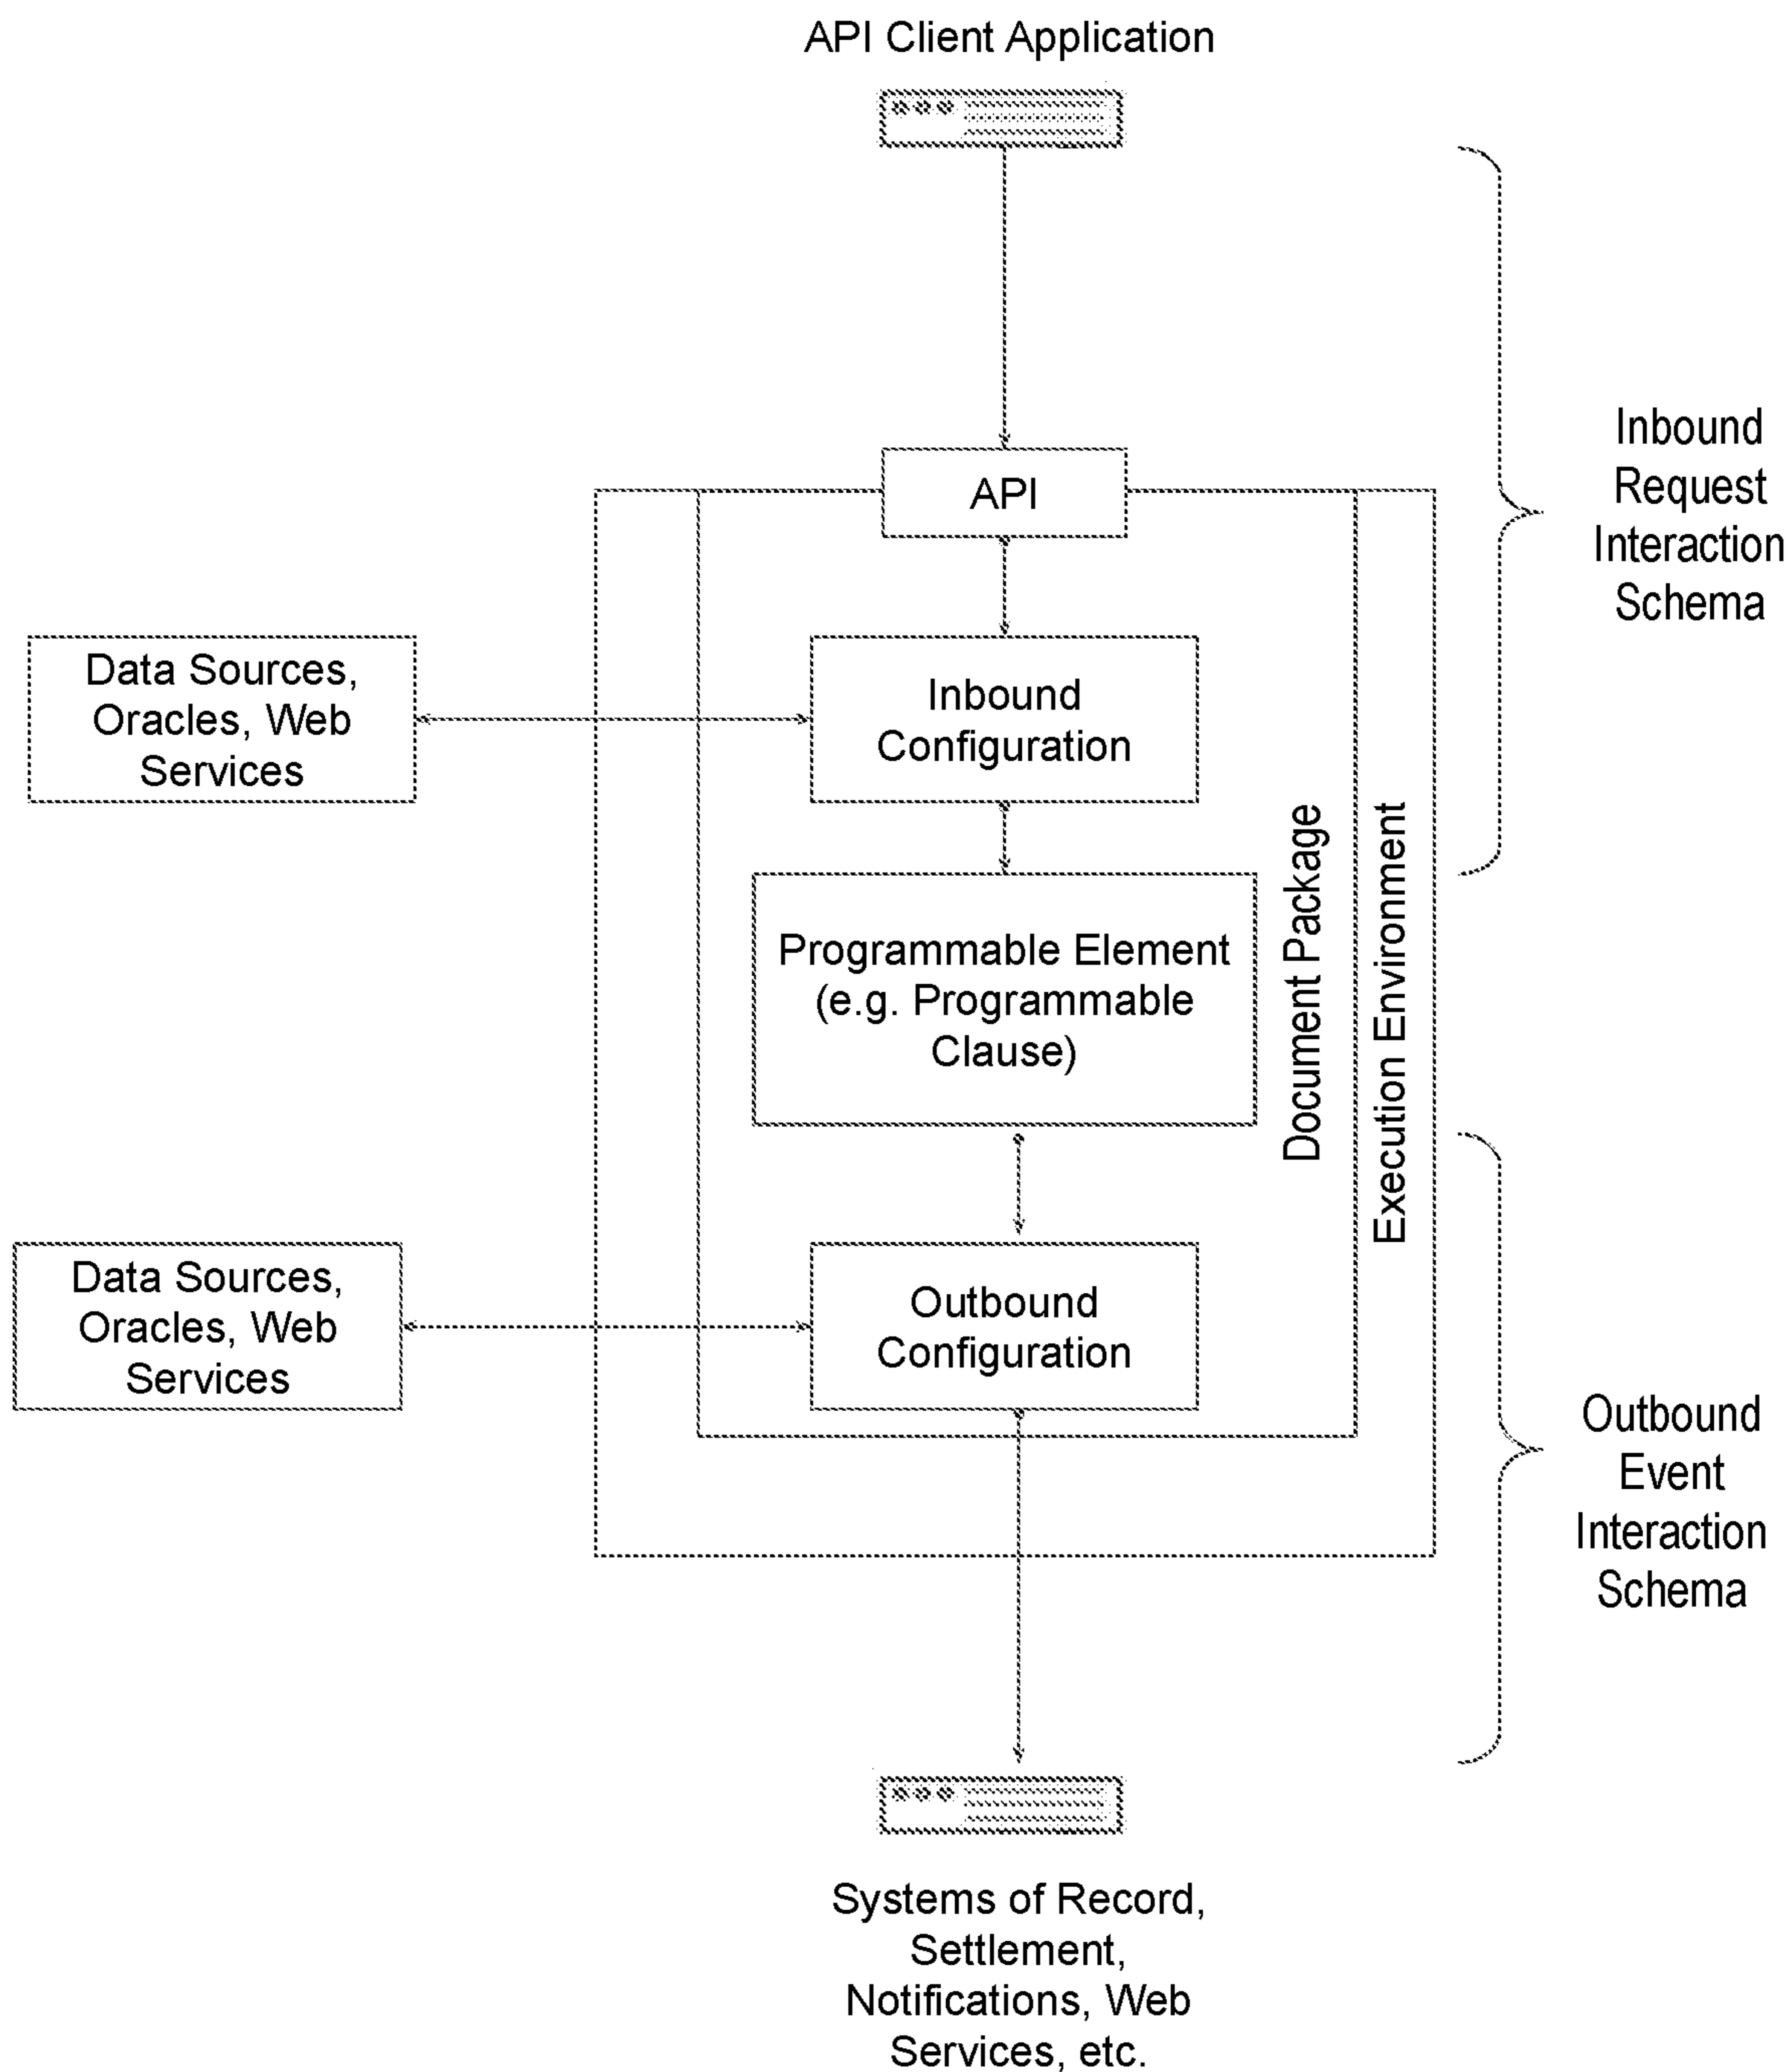 API Client Application
API
Inbound
Request
Interaction
Schema
Data Sources,
Oracles, Web
Services
Inbound
Configuration
Programmable Element
(e.g. Programmable
Clause)
Document Package
Execution Environment
Data Sources,
Oracles, Web
Services
Outbound
Configuration
Outbound
Event
Interaction
Schema
Systems of Record,
Settlement,
Notifications, Web
Services, etc.